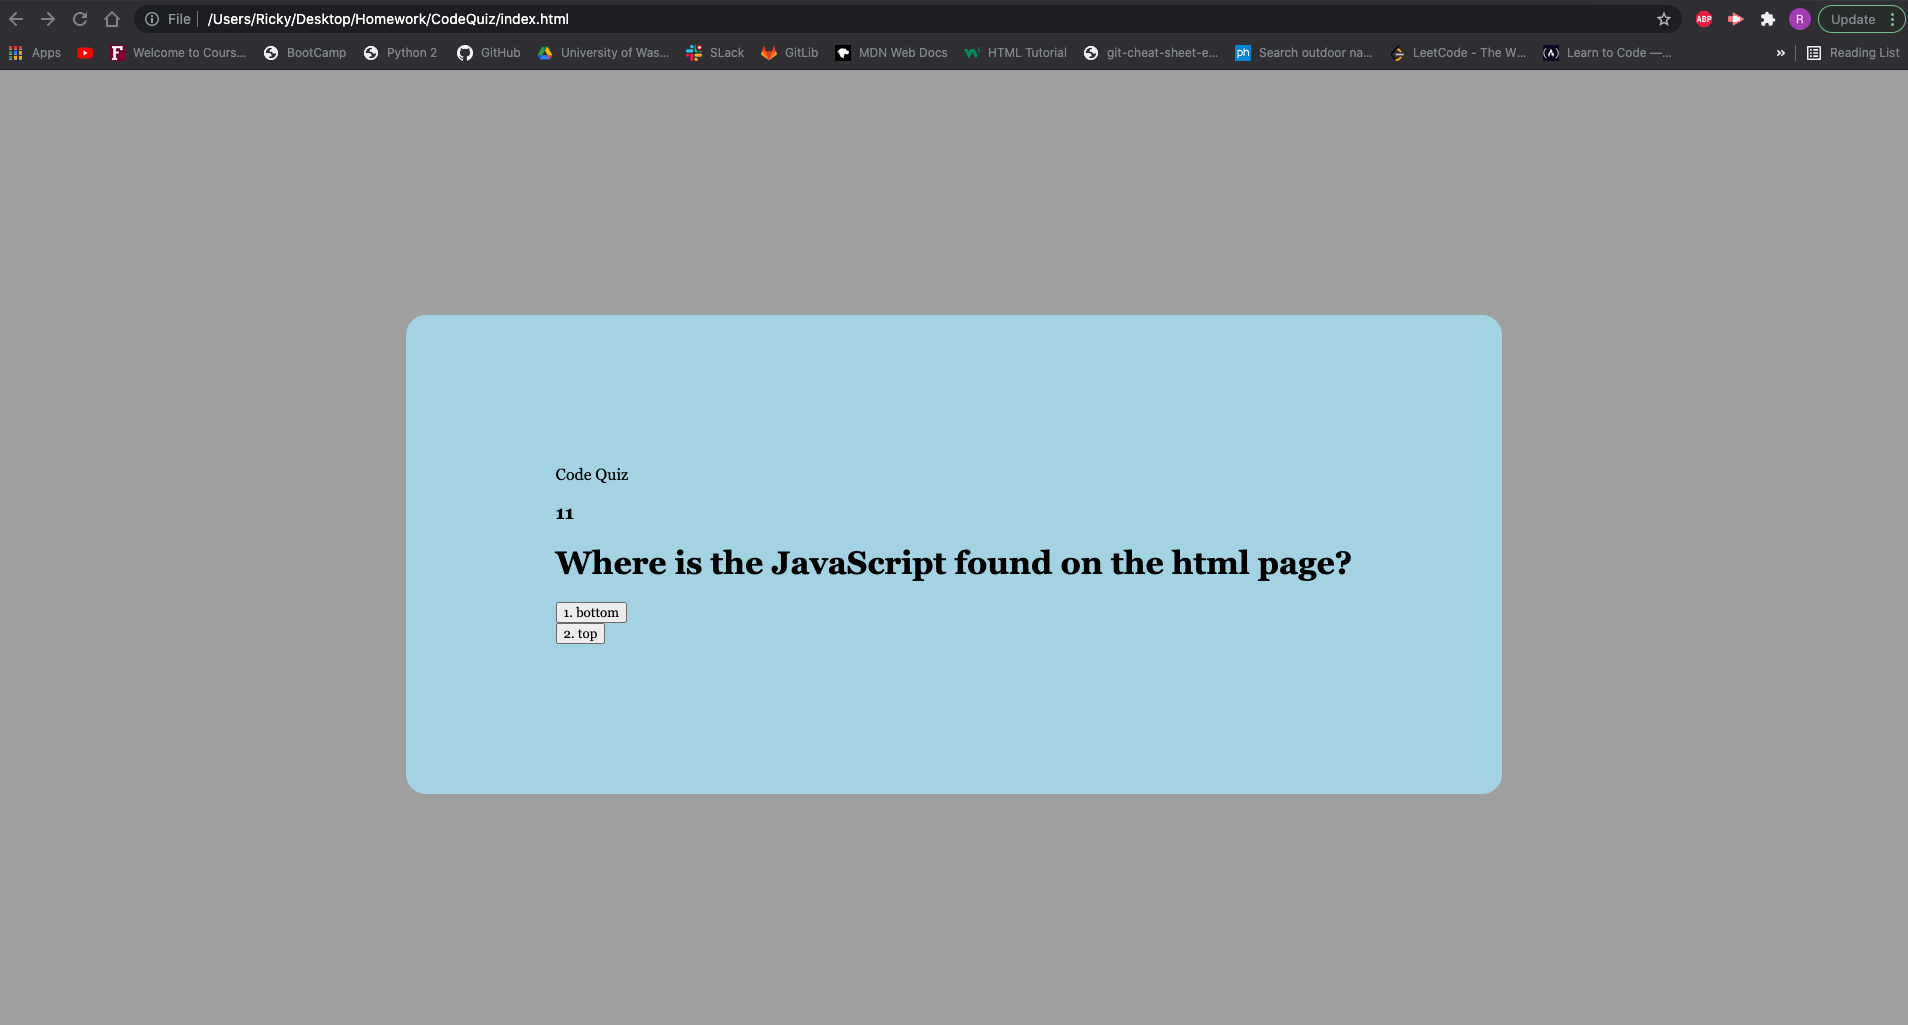 File /Users/Ricky/Desktop/Homework/CodeQuiz/index.html ABP R Update
Apps Welcome to Cours... BootCamp Python 2 GitHub University of Was... SLack GitLib MDN Web Docs HTML Tutorial git-cheat-sheet-e... ph Search outdoor na... LeetCode - The W... Learn to Code —... » Reading List
Code Quiz
11
Where is the JavaScript found on the html page?
1. bottom
2. top